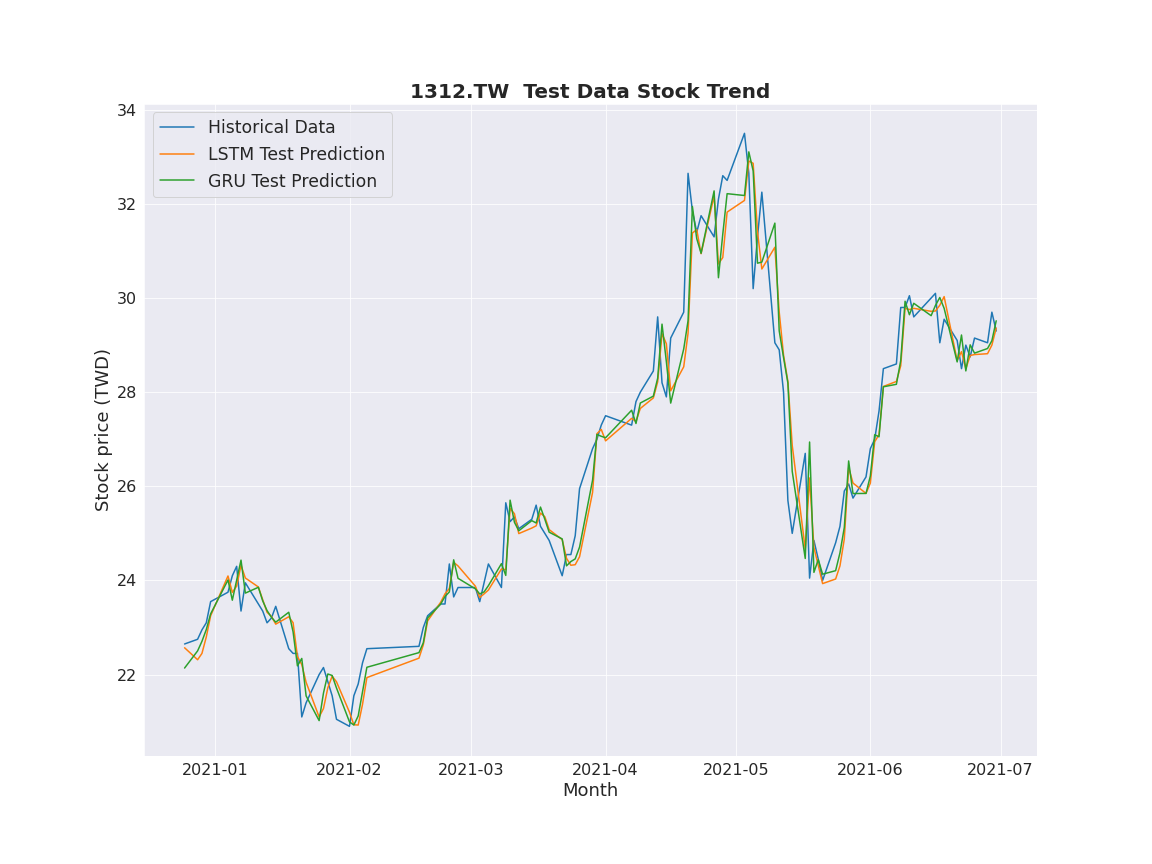 1312.TW  Test Data Stock Trend
34
32
30
28
26
24
22
Stock price (TWD)
Historical Data
LSTM Test Prediction
GRU Test Prediction
2021-01 2021-02 2021-03 2021-04 2021-05 2021-06 2021-07
Month